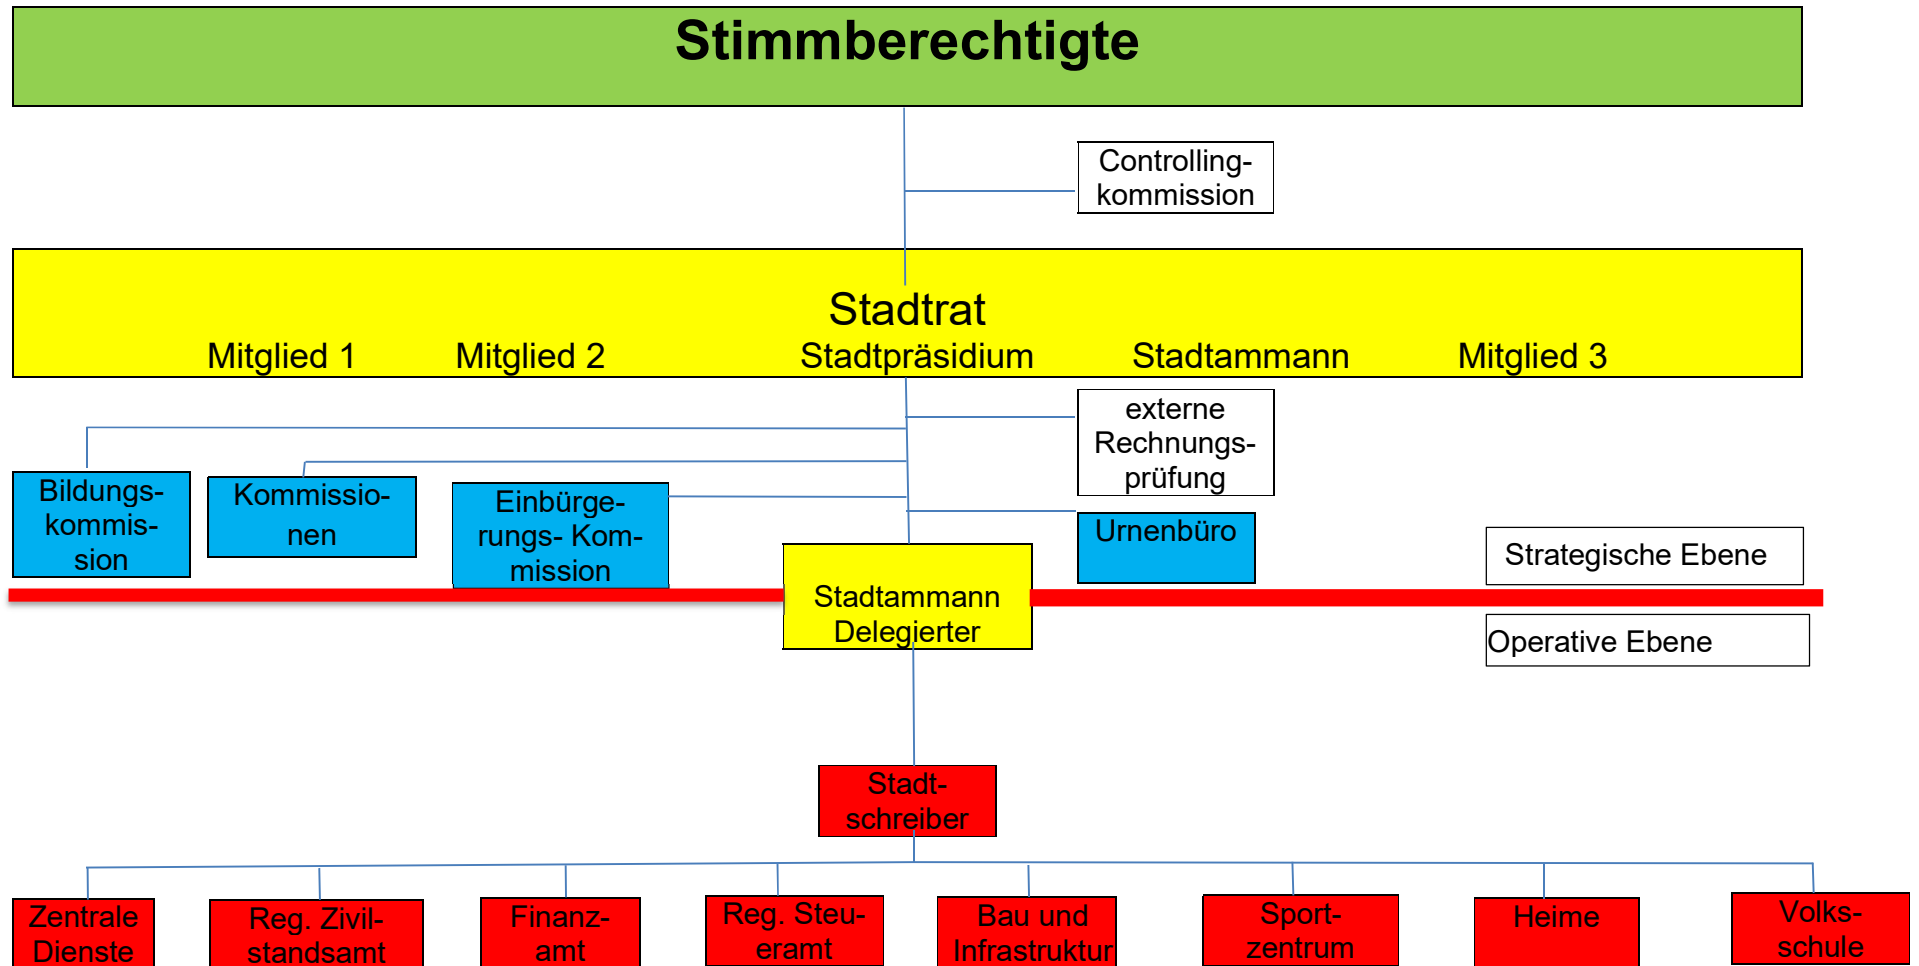 Stimmberechtigte
Controlling-
kommission
Stadtrat
Mitglied 1 Mitglied 2 Stadtpräsidium Stadtammann Mitglied 3
externe
Rechnungs-
prüfung
Bildungs-
kommis-
sion
Kommissio-
nen
Einbürge-
rungs- Kom-
mission
Urnenbüro
Strategische Ebene
Stadtammann
Delegierter
Operative Ebene
Stadt-
schreiber
Zentrale
Dienste
Reg. Zivil-
standsamt
Finanz-
amt
Reg. Steu-
eramt
Bau und
Infrastruktur
Sport-
zentrum
Heime
Volks-
schule